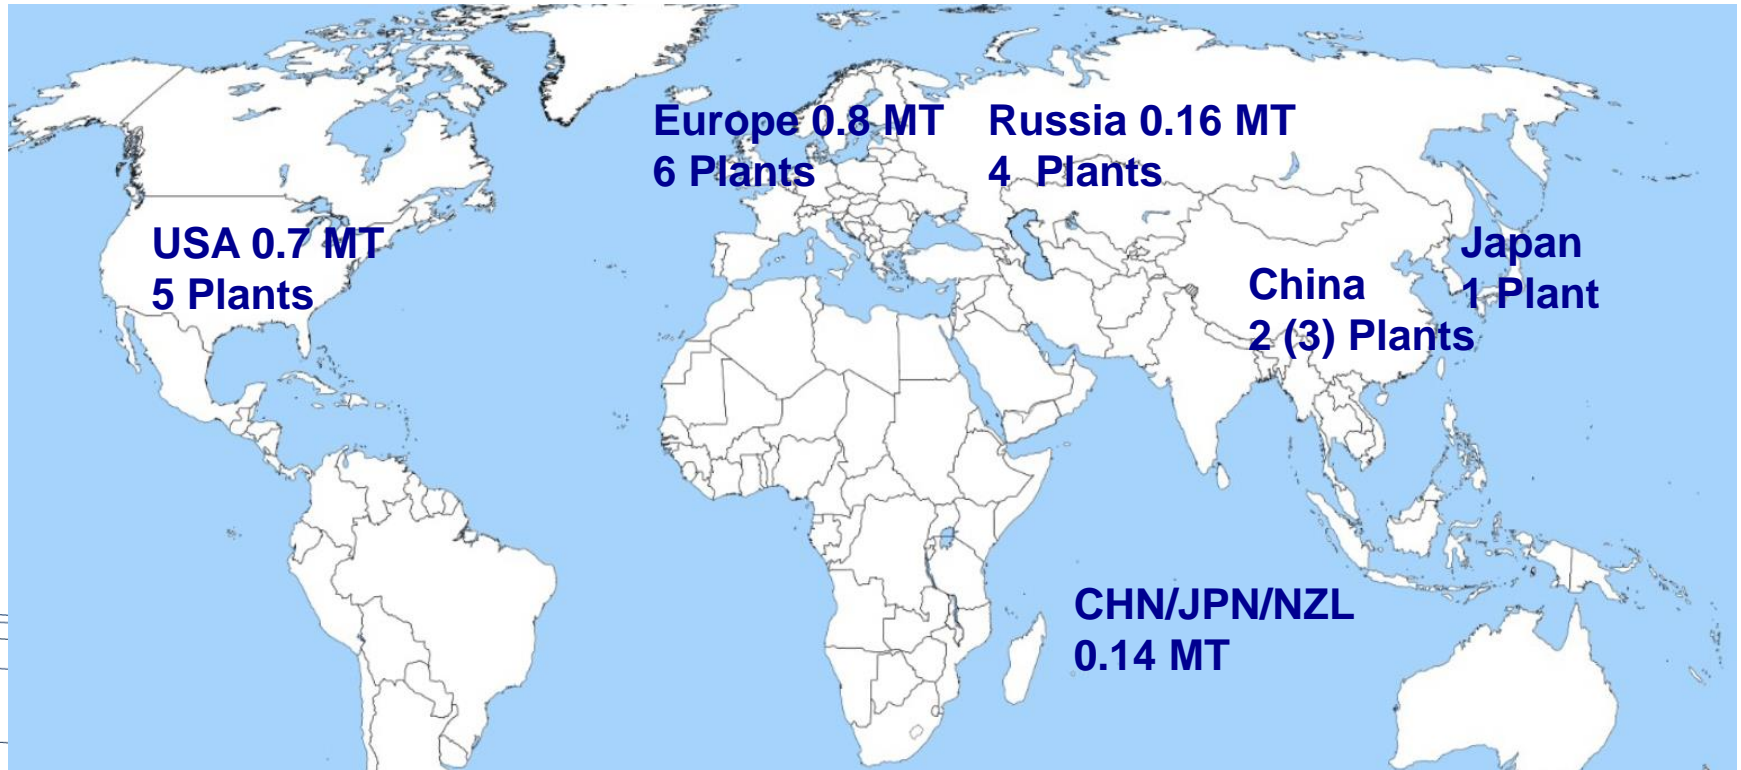 Europe 0.8 MT
6 Plants
Russia 0.16 MT
4 Plants
USA 0.7 MT
5 Plants
Japan
1 Plant
China
2 (3) Plants
CHN/JPN/NZL
0.14 MT